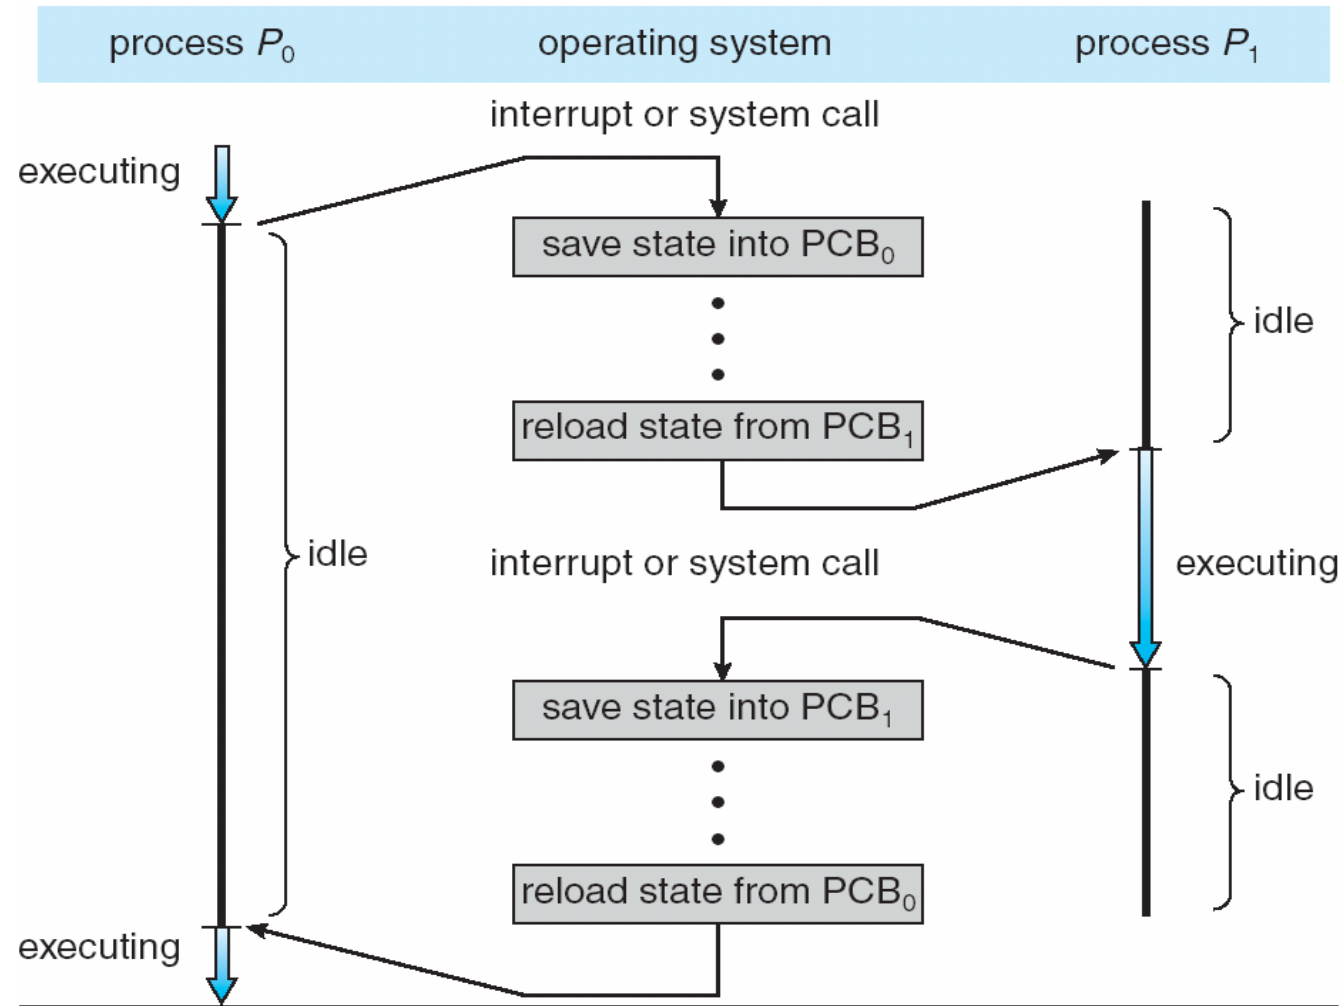 process P₀ operating system process P₁
interrupt or system call
executing
save state into PCB₀
idle
reload state from PCB₁
idle
interrupt or system call
executing
save state into PCB₁
idle
reload state from PCB₀
executing